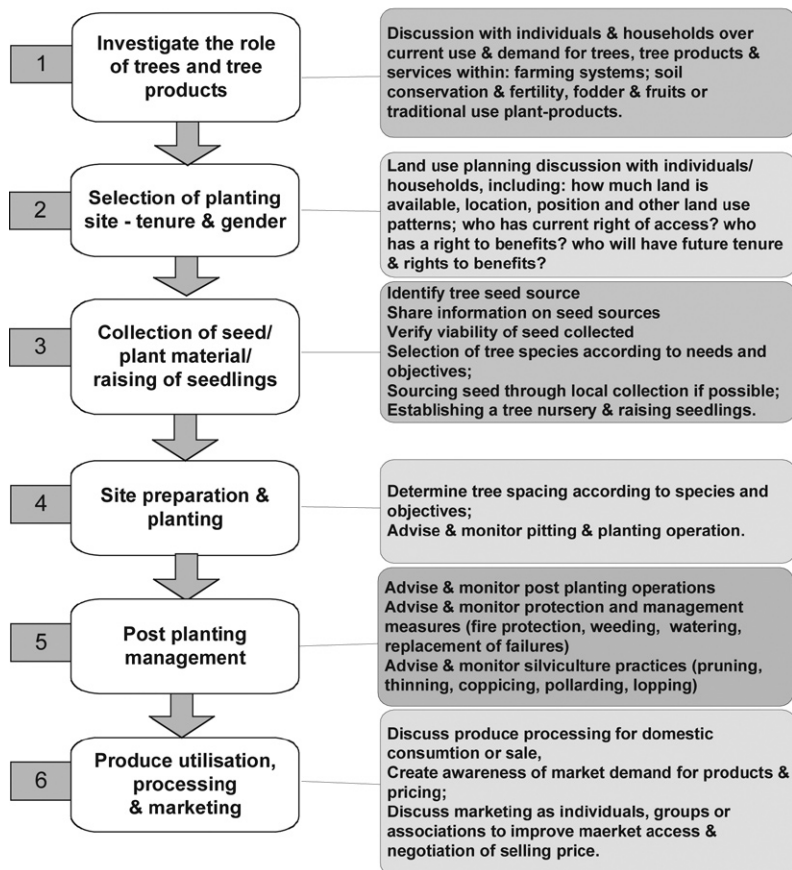 1
Investigate the role
of trees and tree
products
Discussion with individuals & households over
current use & demand for trees, tree products &
services within: farming systems; soil
conservation & fertility, fodder & fruits or
traditional use plant-products.
2
Selection of planting
site - tenure & gender
Land use planning discussion with individuals/
households, including: how much land is
available, location, position and other land use
patterns; who has current right of access? who
has a right to benefits? who will have future tenure
& rights to benefits?
3
Collection of seed/
plant material/
raising of seedlings
Identify tree seed source
Share information on seed sources
Verify viability of seed collected
Selection of tree species according to needs and
objectives;
Sourcing seed through local collection if possible;
Establishing a tree nursery & raising seedlings.
4
Site preparation &
planting
Determine tree spacing according to species and
objectives;
Advise & monitor pitting & planting operation.
5
Post planting
management
Advise & monitor post planting operations
Advise & monitor protection and management
measures (fire protection, weeding, watering,
replacement of failures)
Advise & monitor silviculture practices (pruning,
thinning, coppicing, pollarding, lopping)
6
Produce utilisation,
processing
& marketing
Discuss produce processing for domestic
consumtion or sale,
Create awareness of market demand for products &
pricing;
Discuss marketing as individuals, groups or
associations to improve maerket access &
negotiation of selling price.